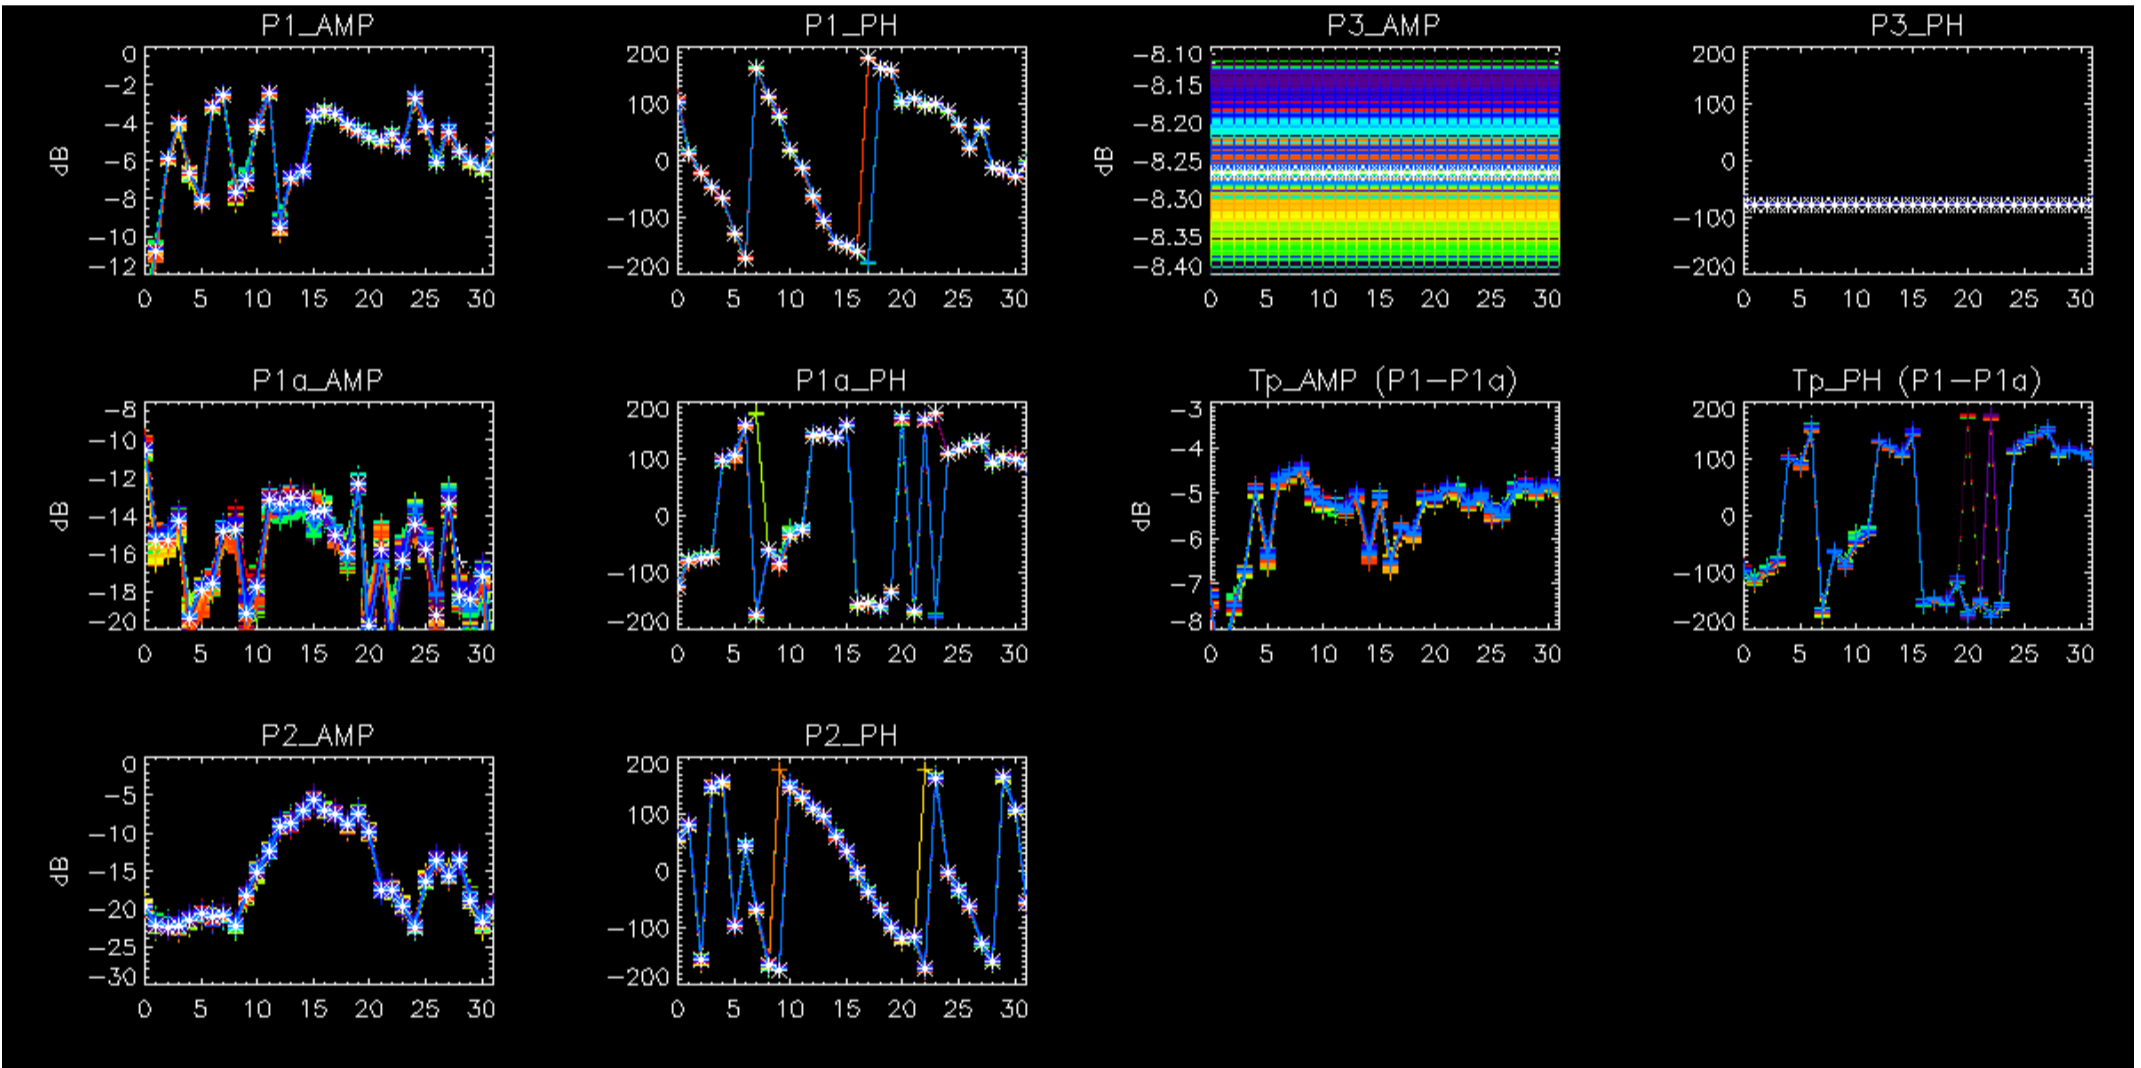 P1_AMP
P1_PH
P3_AMP
P3_PH
0
-2
-4
-6
-8
-10
-12
dB
0 5 10 15 20 25 30
200
100
0
-100
-200
0 5 10 15 20 25 30
-8.10
-8.15
-8.20
-8.25
-8.30
-8.35
-8.40
dB
0 5 10 15 20 25 30
200
100
0
-100
-200
0 5 10 15 20 25 30
P1a_AMP
P1a_PH
Tp_AMP (P1-P1a)
Tp_PH (P1-P1a)
-8
-10
-12
-14
-16
-18
-20
dB
0 5 10 15 20 25 30
200
100
0
-100
-200
0 5 10 15 20 25 30
-3
-4
-5
-6
-7
-8
dB
0 5 10 15 20 25 30
200
100
0
-100
-200
0 5 10 15 20 25 30
P2_AMP
P2_PH
0
-5
-10
-15
-20
-25
-30
dB
0 5 10 15 20 25 30
200
100
0
-100
-200
0 5 10 15 20 25 30